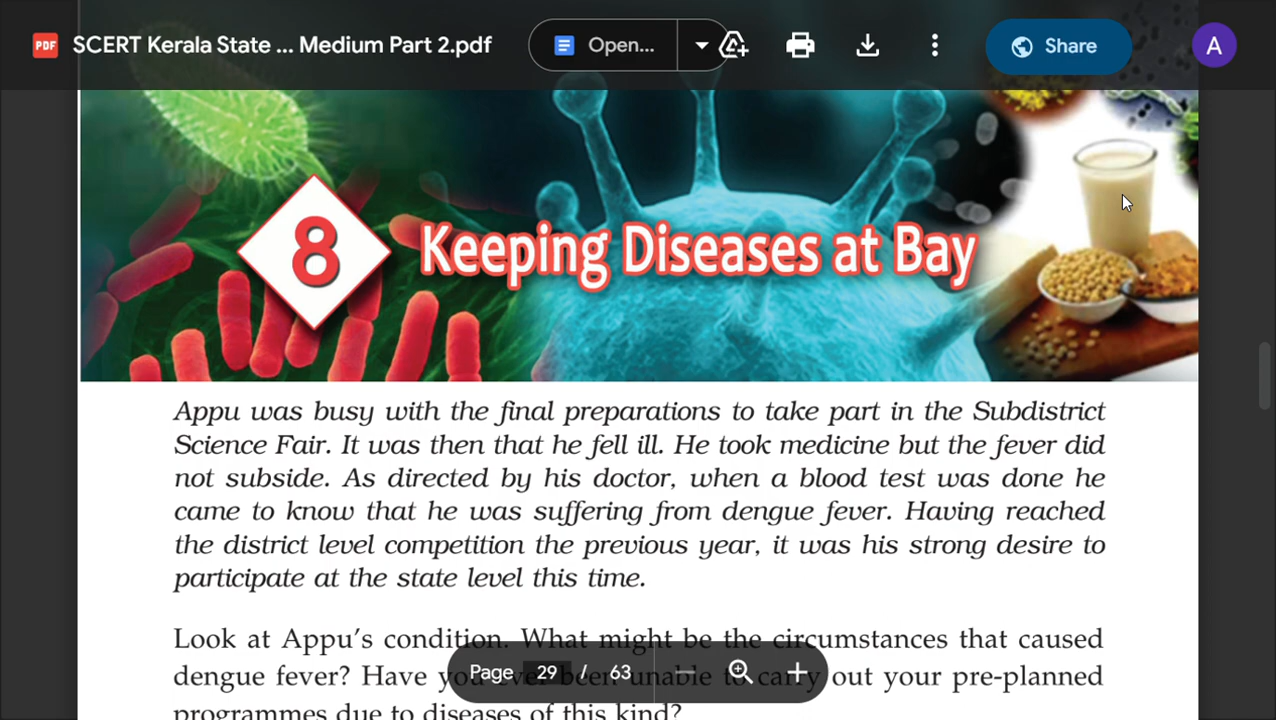 PDF SCERT Kerala State ... Medium Part 2.pdf Open... Share A
8 Keeping Diseases at Bay
Appu was busy with the final preparations to take part in the Subdistrict
Science Fair. It was then that he fell ill. He took medicine but the fever did
not subside. As directed by his doctor, when a blood test was done he
came to know that he was suffering from dengue fever. Having reached
the district level competition the previous year, it was his strong desire to
participate at the state level this time.
Look at Appu's condition. What might be the circumstances that caused
dengue fever? Have you ever been unable to carry out your pre-planned
programmes due to diseases of this kind?
Page 29 / 63